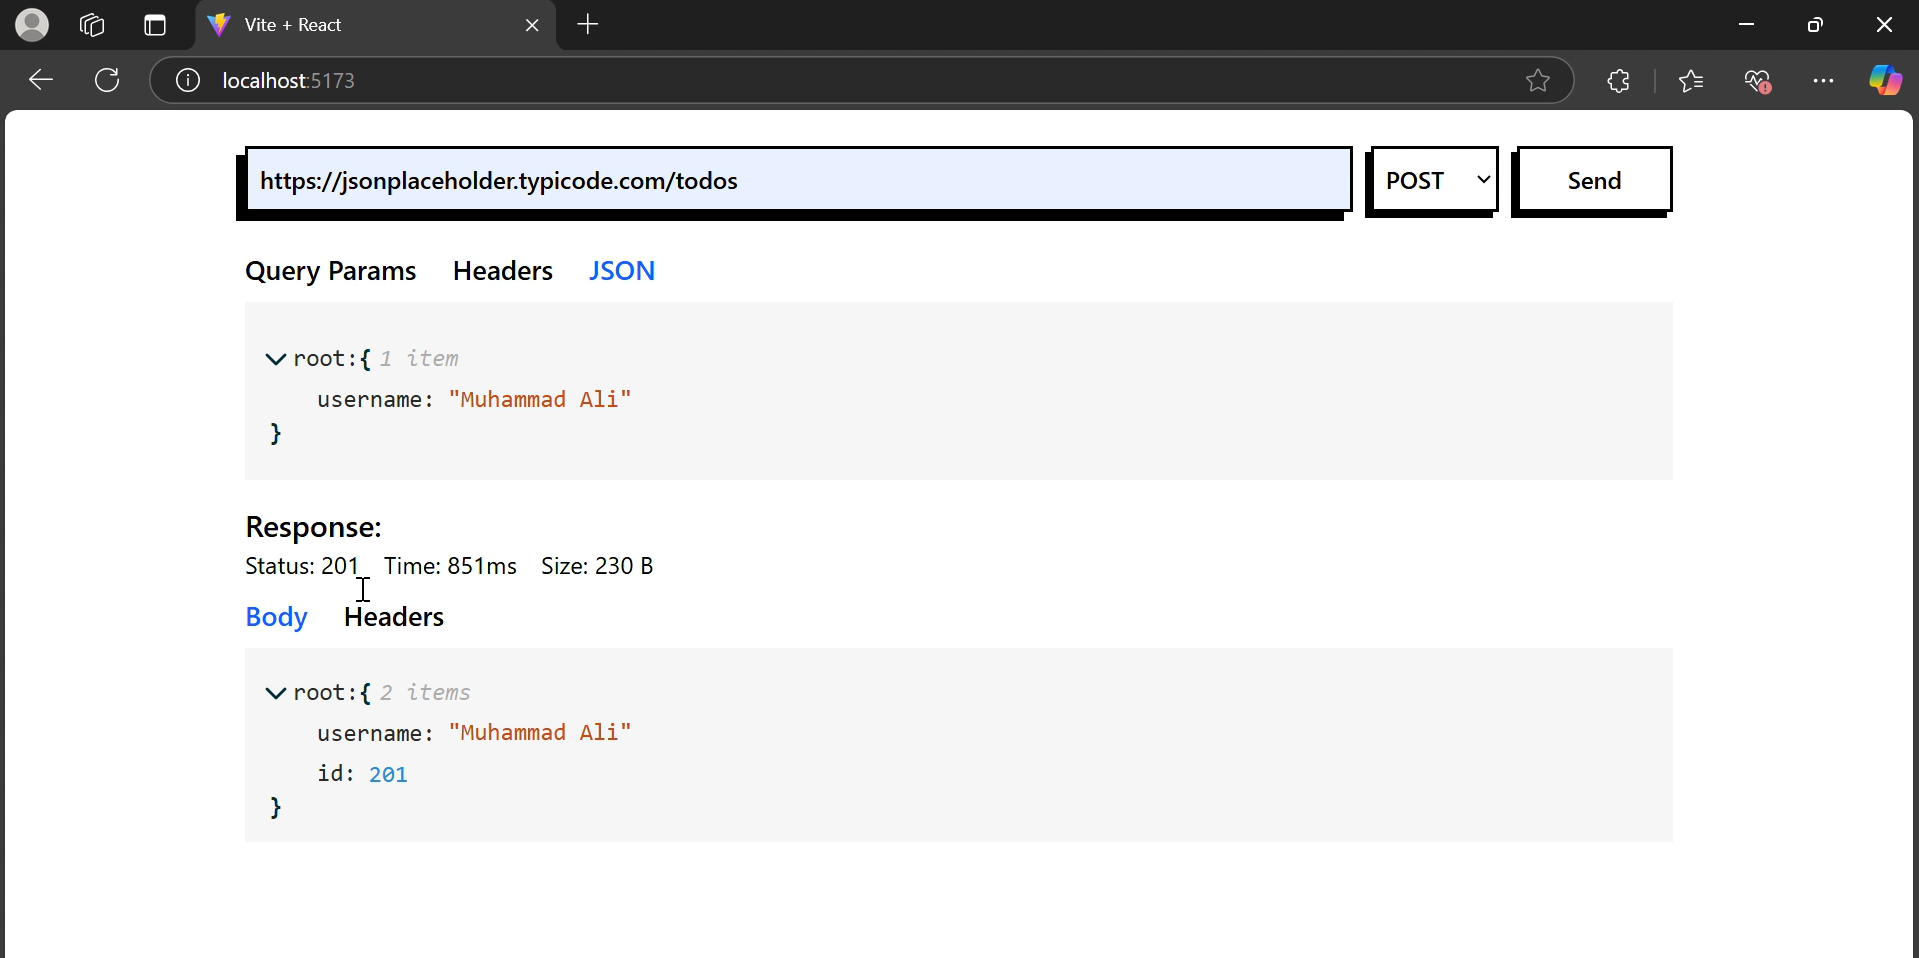 Vite + React
localhost:5173
https://jsonplaceholder.typicode.com/todos POST Send
Query Params Headers JSON
root:{ 1 item
username: "Muhammad Ali"
}
Response:
Status: 201 Time: 851ms Size: 230 B
Body Headers
root:{ 2 items
username: "Muhammad Ali"
id: 201
}